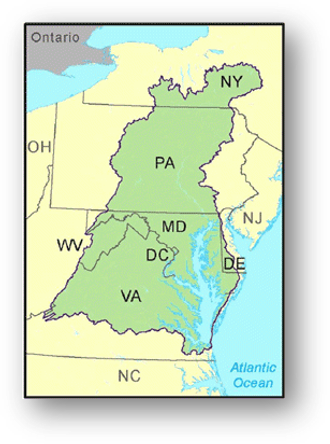 Ontario
NY
OH
PA
NJ
MD
WV
DC
DE
VA
Atlantic
Ocean
NC